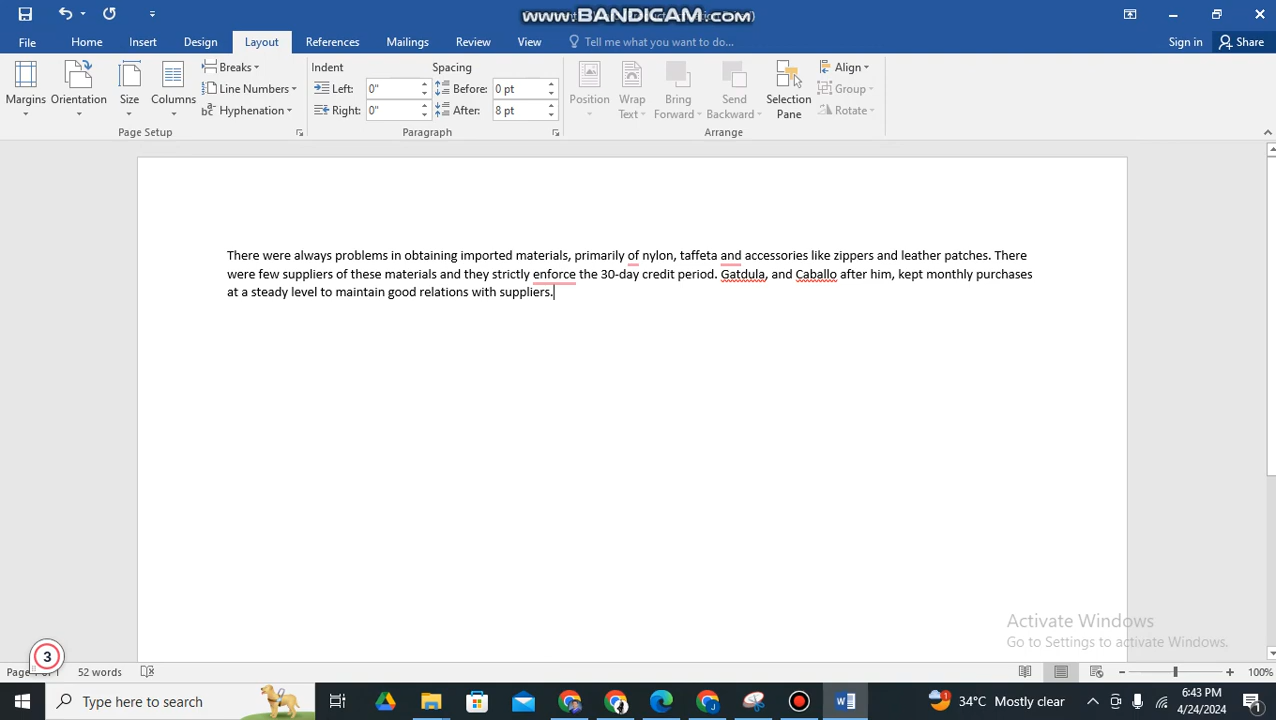 www.BANDICAM.com
File Home Insert Design Layout References Mailings Review View Tell me what you want to do... Sign in Share
Margins Orientation Size Columns Breaks Line Numbers Hyphenation
Indent Spacing
Left: 0" Before: 0 pt
Right: 0" After: 8 pt
Position Wrap Text Bring Forward Send Backward Selection Pane Align Group Rotate
Page Setup Paragraph Arrange
There were always problems in obtaining imported materials, primarily of nylon, taffeta and accessories like zippers and leather patches. There
were few suppliers of these materials and they strictly enforce the 30-day credit period. Gatdula, and Caballo after him, kept monthly purchases
at a steady level to maintain good relations with suppliers.
Activate Windows
Go to Settings to activate Windows.
3
52 words 100%
Type here to search 34°C Mostly clear 6:43 PM
4/24/2024 1